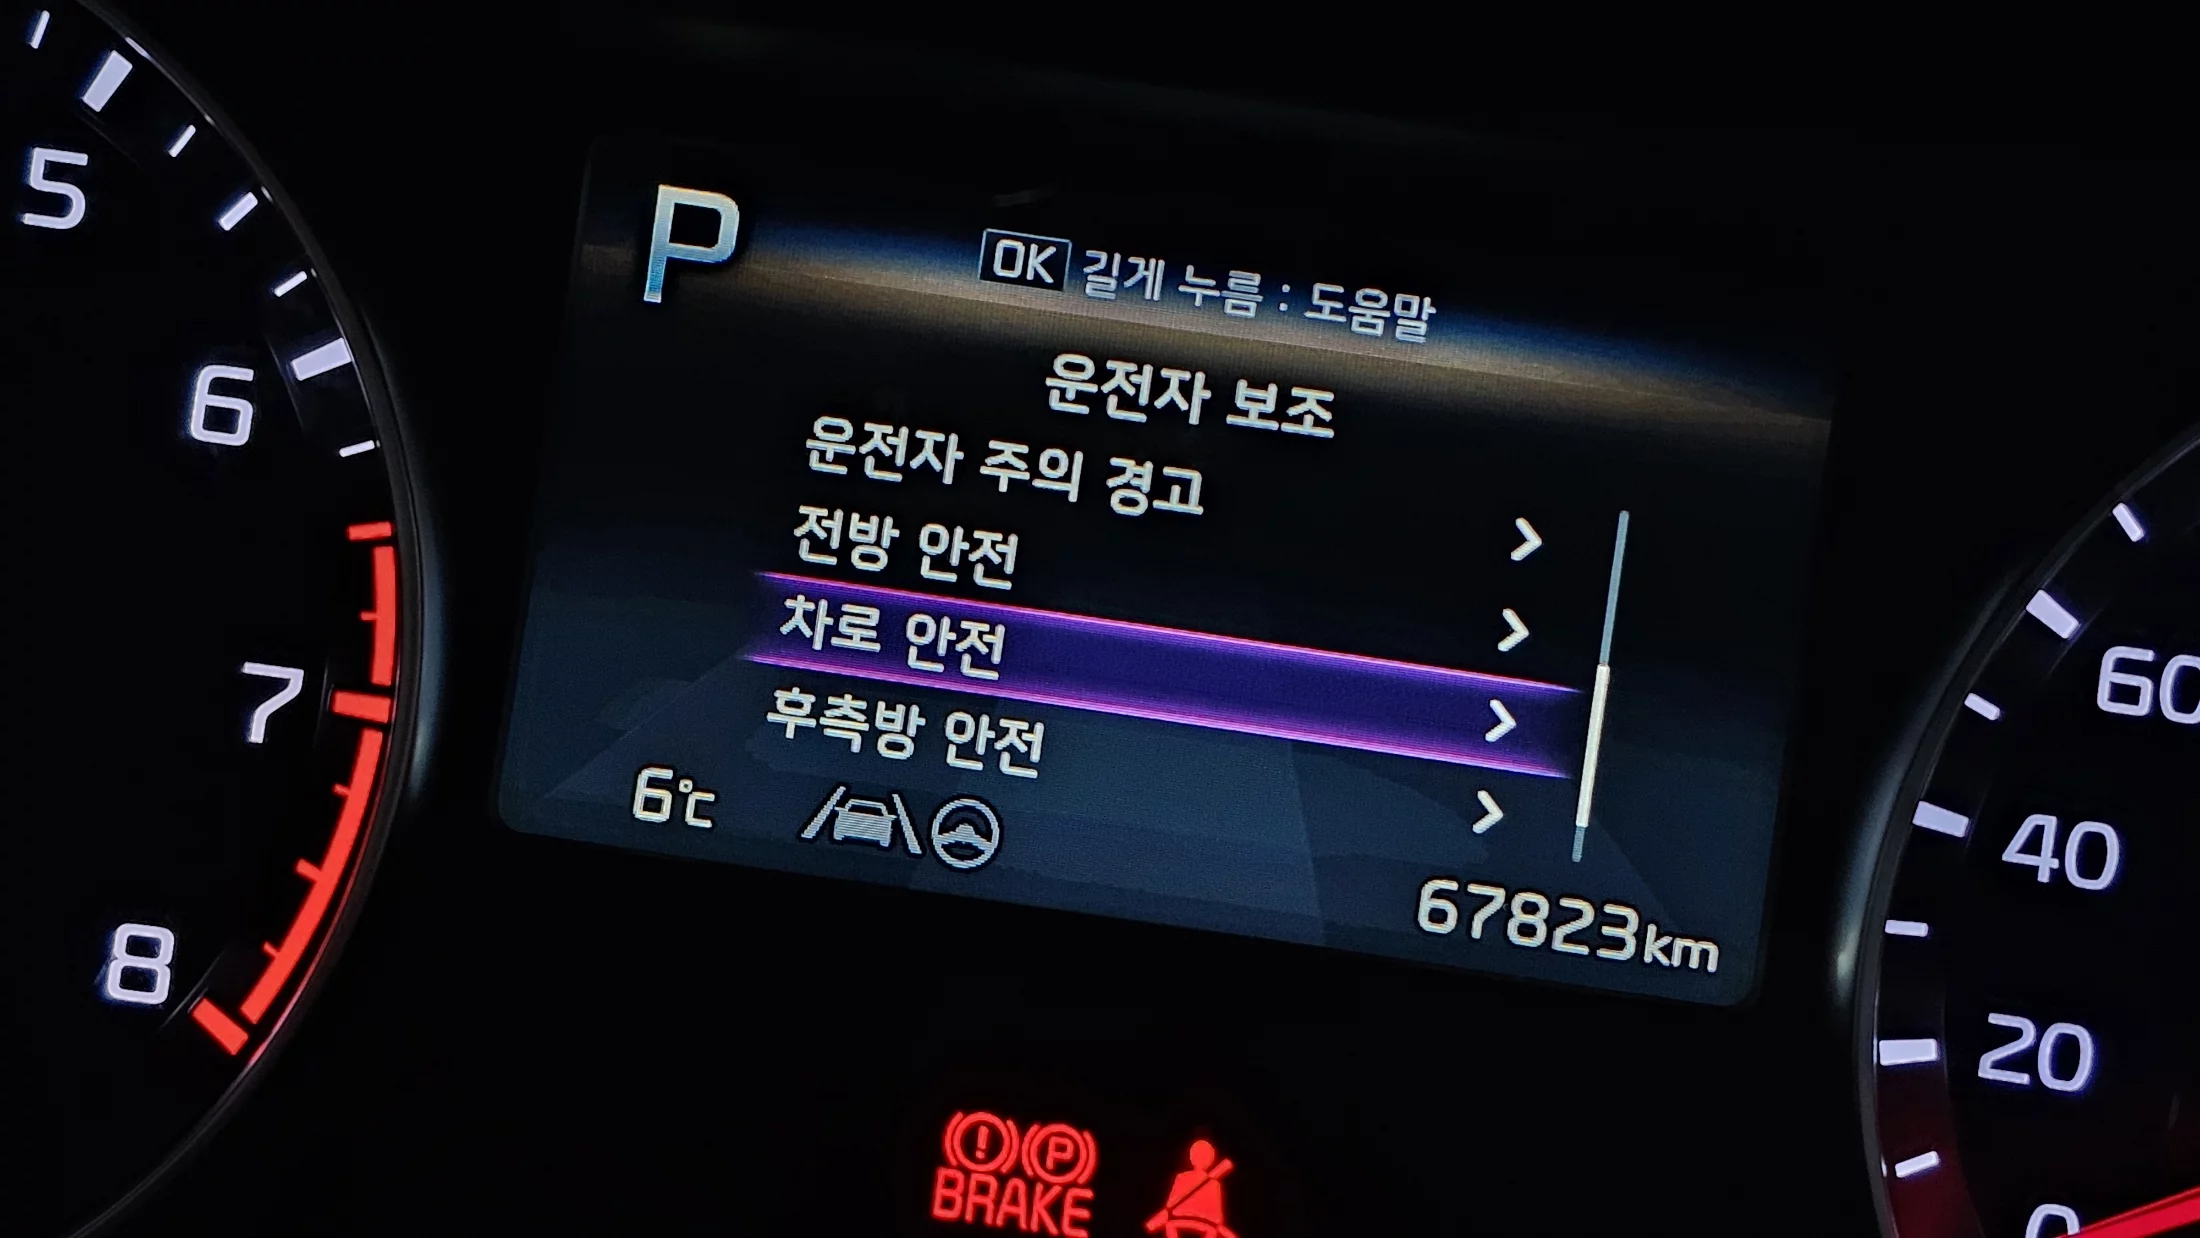 5
6
7
8
P
OK 길게 누름 : 도움말
운전자 보조
운전자 주의 경고
전방 안전
차로 안전
후측방 안전
6℃
67823km
(!) (P)
BRAKE
60
40
20
0